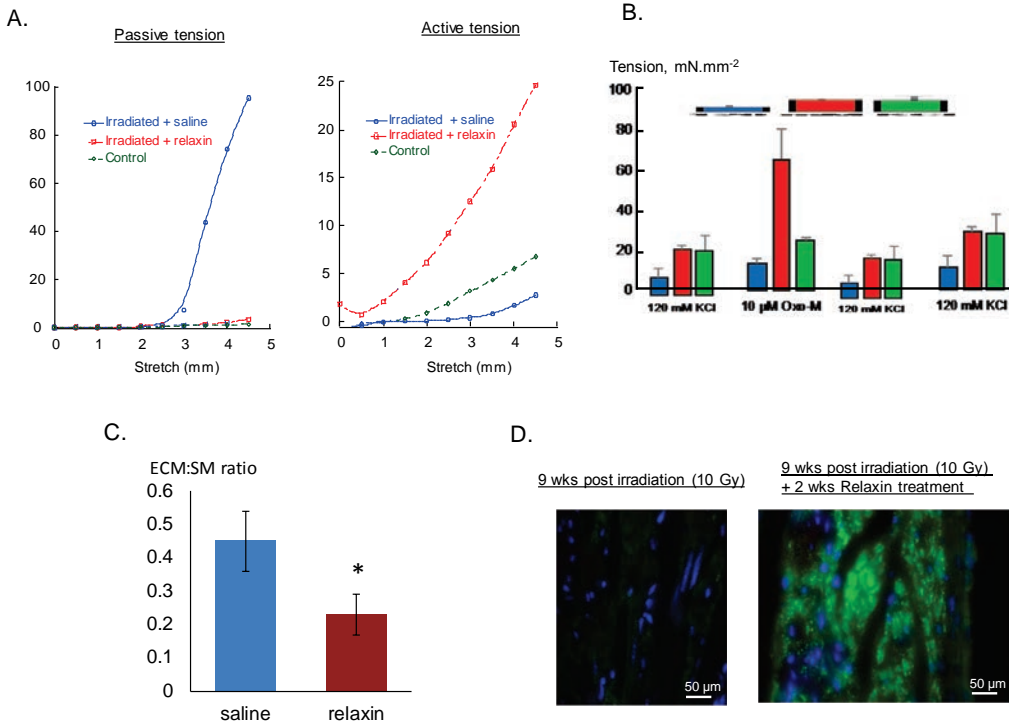 A.
Passive tension
Active tension
100
80
60
40
20
0
Irradiated + saline
Irradiated + relaxin
Control
0 1 2 3 4 5
Stretch (mm)
25
20
15
10
5
0
Irradiated + saline
Irradiated + relaxin
Control
0 1 2 3 4 5
Stretch (mm)
B.
Tension, mN.mm-2
100
80
60
40
20
0
120 mM KCl
10 µM Oxo-M
120 mM KCl
120 mM KCl
C.
ECM:SM ratio
0.6
0.5
0.4
0.3
0.2
0.1
0
*
saline
relaxin
D.
9 wks post irradiation (10 Gy)
9 wks post irradiation (10 Gy)
+ 2 wks Relaxin treatment
50 µm
50 µm